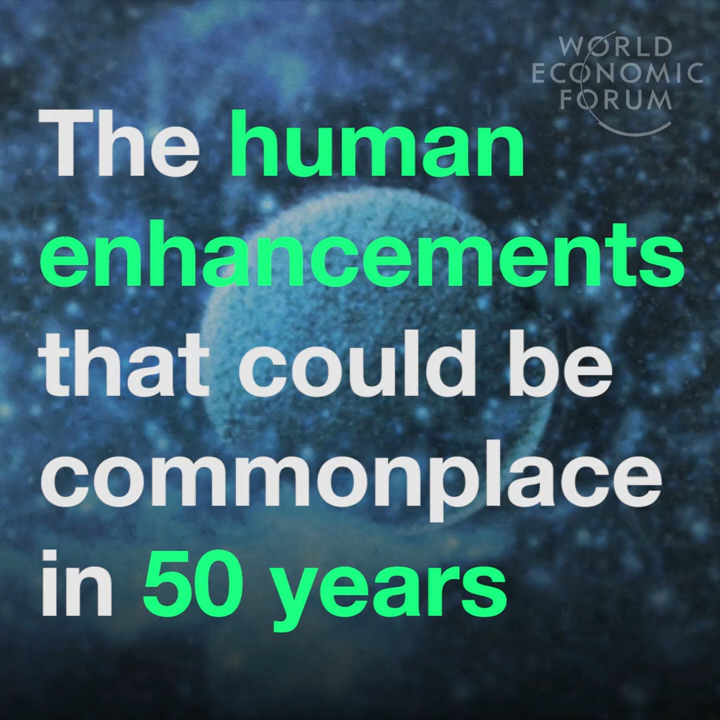 WORLD
ECONOMIC
FORUM
The human
enhancements
that could be
commonplace
in 50 years